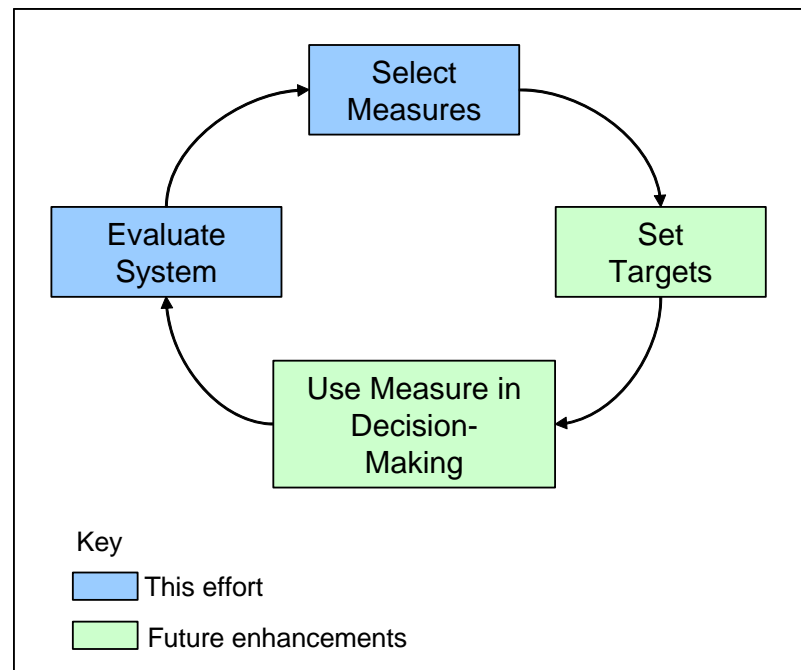 Select
Measures
Evaluate
System
Set
Targets
Use Measure in
Decision-
Making
Key
This effort
Future enhancements